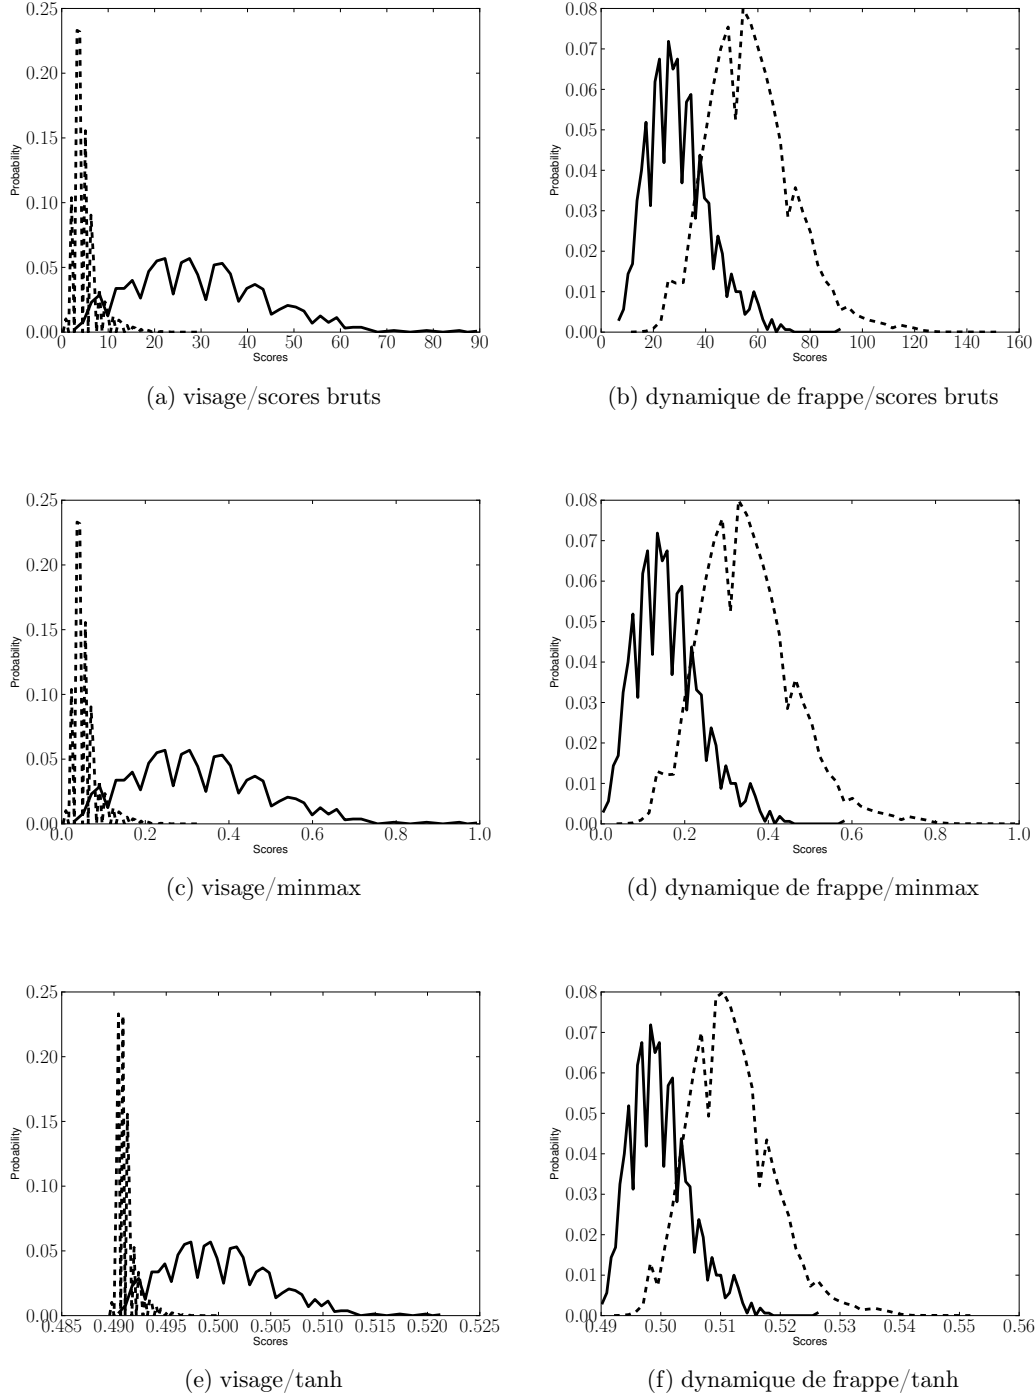 0.25
0.20
0.15
0.10
0.05
0.00
Probability
0 10 20 30 40 50 60 70 80 90
Scores
(a) visage/scores bruts
0.08
0.07
0.06
0.05
0.04
0.03
0.02
0.01
0.00
Probability
0 20 40 60 80 100 120 140 160
Scores
(b) dynamique de frappe/scores bruts
0.25
0.20
0.15
0.10
0.05
0.00
Probability
0.0 0.2 0.4 0.6 0.8 1.0
Scores
(c) visage/minmax
0.08
0.07
0.06
0.05
0.04
0.03
0.02
0.01
0.00
Probability
0.0 0.2 0.4 0.6 0.8 1.0
Scores
(d) dynamique de frappe/minmax
0.25
0.20
0.15
0.10
0.05
0.00
Probability
0.485 0.490 0.495 0.500 0.505 0.510 0.515 0.520 0.525
Scores
(e) visage/tanh
0.08
0.07
0.06
0.05
0.04
0.03
0.02
0.01
0.00
Probability
0.49 0.50 0.51 0.52 0.53 0.54 0.55 0.56
Scores
(f) dynamique de frappe/tanh